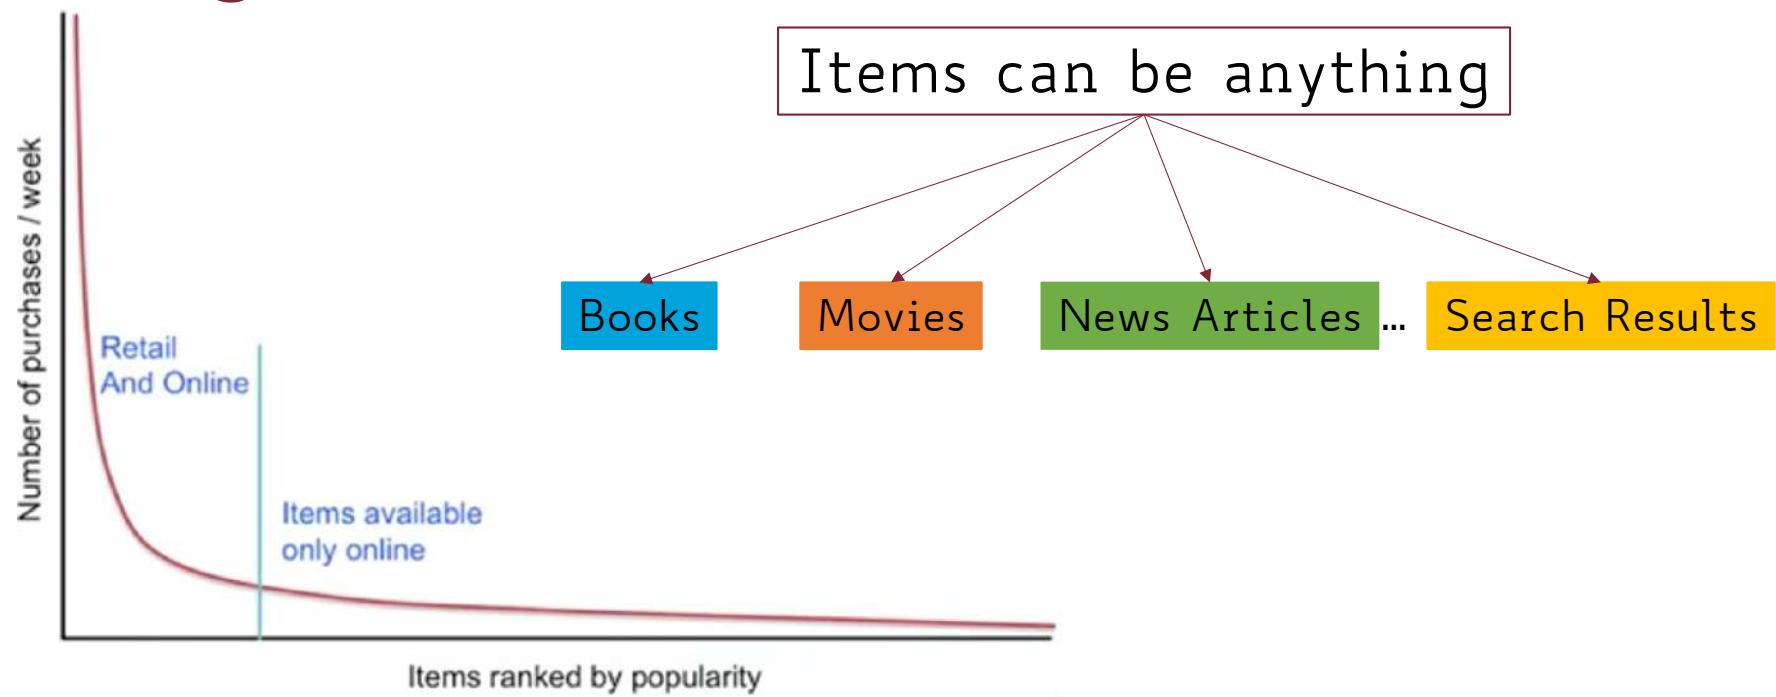 Items can be anything
Books
Movies
News Articles
...
Search Results
Number of purchases / week
Retail
And Online
Items available
only online
Items ranked by popularity